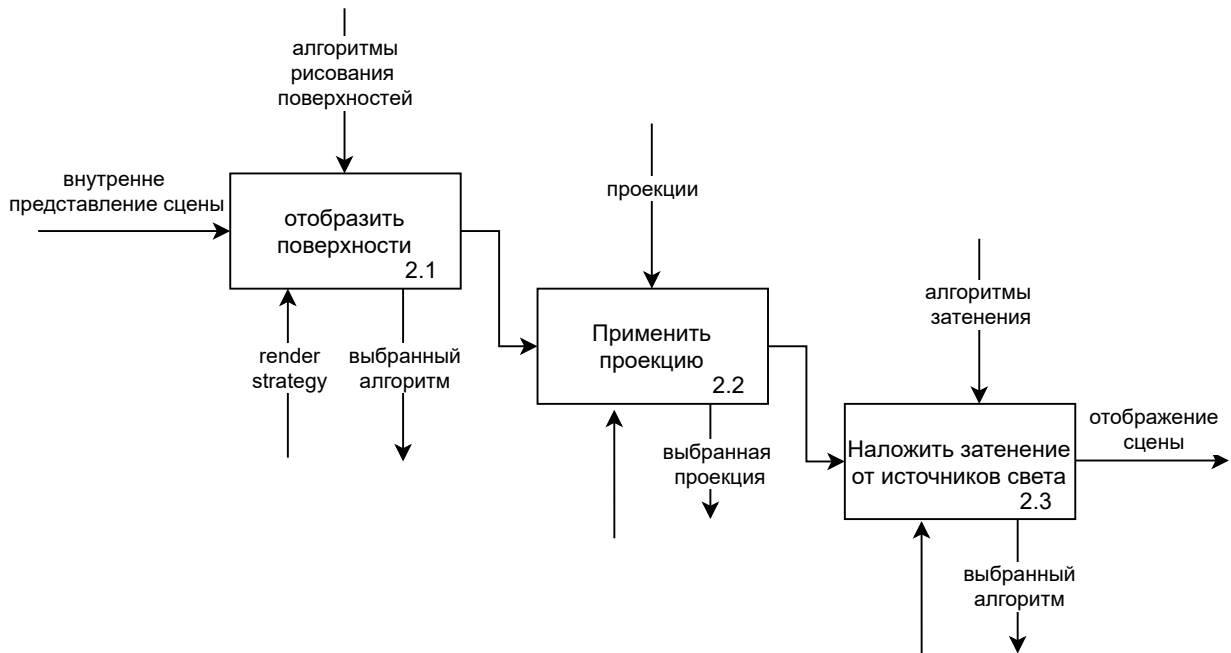 алгоритмы
рисования
поверхностей
внутренне
представление сцены
отобразить
поверхности
2.1
render
strategy
выбранный
алгоритм
проекции
Применить
проекцию
2.2
выбранная
проекция
алгоритмы
затенения
Наложить затенение
от источников света
2.3
отображение
сцены
выбранный
алгоритм